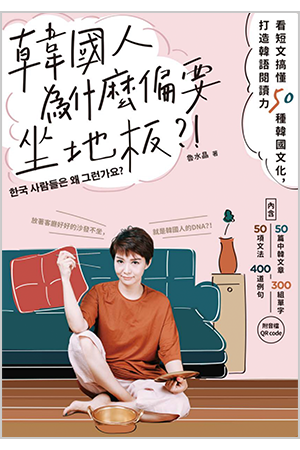 韓國人
為什麼偏要
坐地板?!
魯水晶 著
한국 사람들은 왜 그런가요?
看短文搞懂50種韓國文化，
打造韓語閱讀力
放著客廳好好的沙發不坐，
就是韓國人的DNA?!
內含
50篇中韓文章
300組單字
50項文法
400道例句
附音檔
QR code